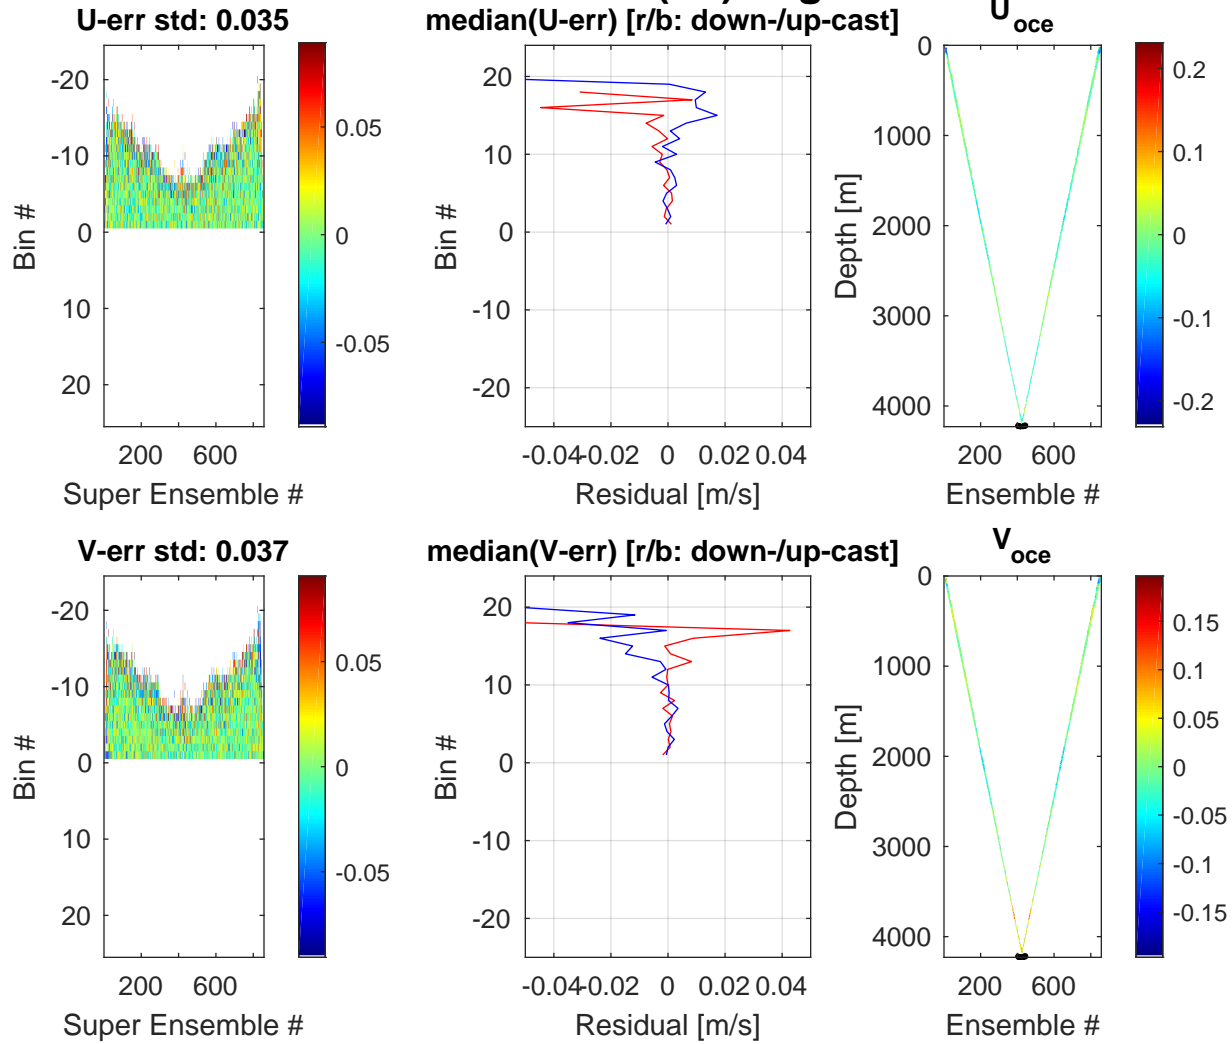 U-err std: 0.035
-20
-10
0
10
20
200 600
Bin #
Super Ensemble #
0.05
0
-0.05
median(U-err) [r/b: down-/up-cast]
20
10
0
-10
-20
-0.04 -0.02 0 0.02 0.04
Bin #
Residual [m/s]
U oce
0
1000
2000
3000
4000
200 600
Depth [m]
Ensemble #
0.2
0.1
0
-0.1
-0.2
V-err std: 0.037
-20
-10
0
10
20
200 600
Bin #
Super Ensemble #
0.05
0
-0.05
median(V-err) [r/b: down-/up-cast]
20
10
0
-10
-20
-0.04 -0.02 0 0.02 0.04
Bin #
Residual [m/s]
V oce
0
1000
2000
3000
4000
200 600
Depth [m]
Ensemble #
0.15
0.1
0.05
0
-0.05
-0.1
-0.15